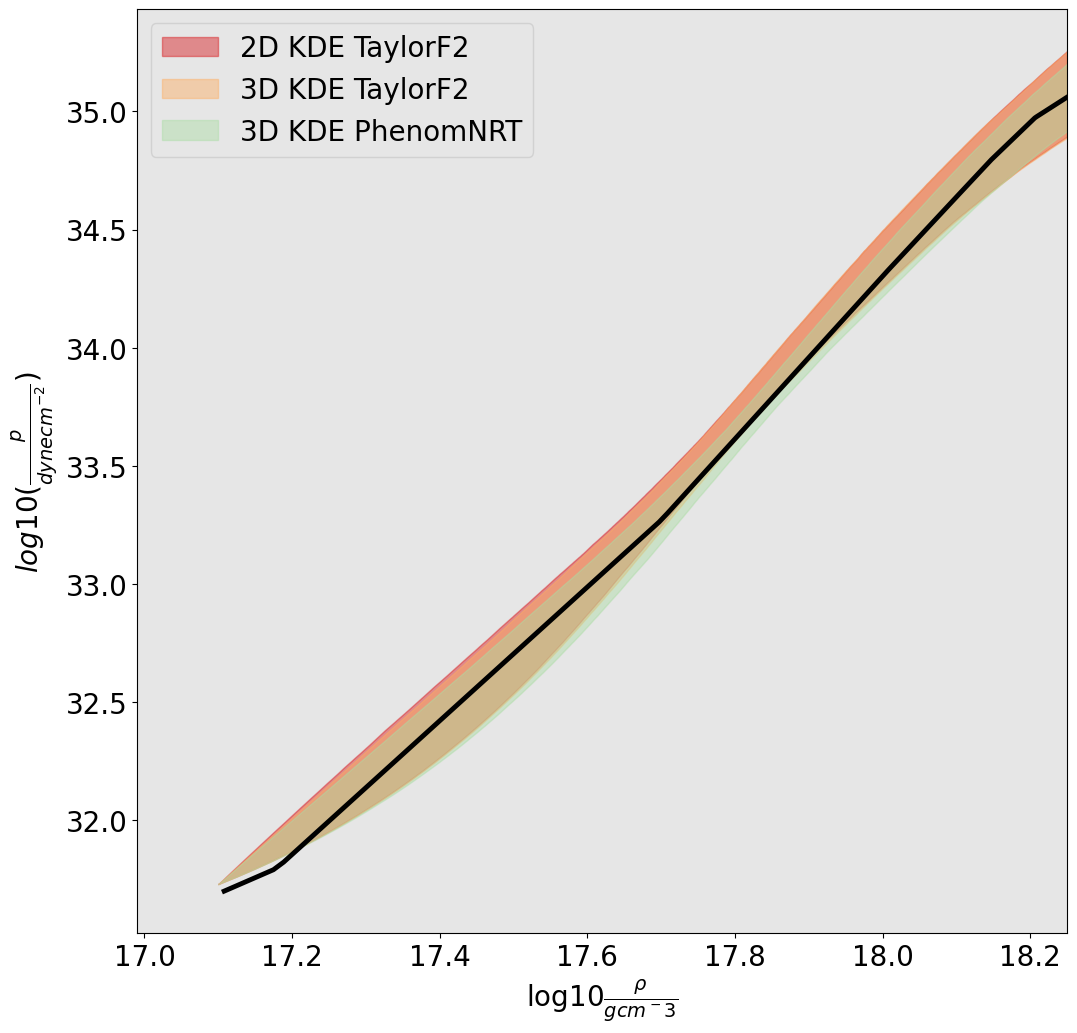 2D KDE TaylorF2
3D KDE TaylorF2
3D KDE PhenomNRT
35.0
34.5
34.0
33.5
33.0
32.5
32.0
log10(p/dynecm⁻²)
17.0 17.2 17.4 17.6 17.8 18.0 18.2
log10 ρ/gcm⁻3